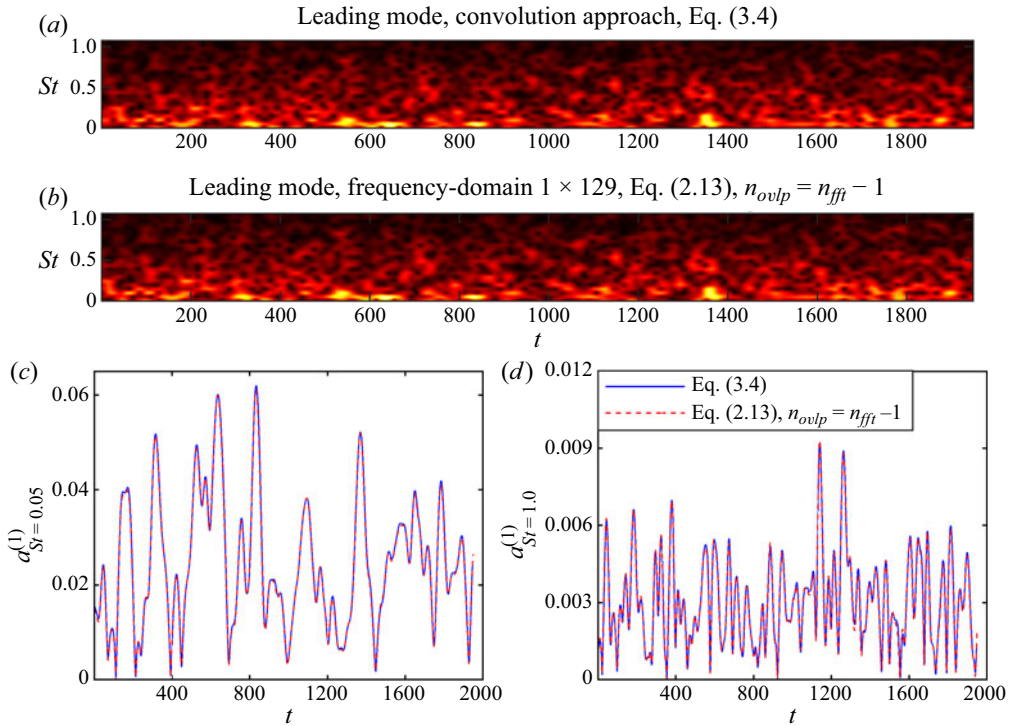 (a) Leading mode, convolution approach, Eq. (3.4)
1.0
St 0.5
0
200 400 600 800 1000 1200 1400 1600 1800
(b) Leading mode, frequency-domain 1 × 129, Eq. (2.13), n_ovlp = n_fft − 1
1.0
St 0.5
0
200 400 600 800 1000 1200 1400 1600 1800
t
(c)
0.06
0.04
0.02
0
a^(1)_St = 0.05
400 800 1200 1600 2000
t
(d)
0.012
0.009
0.006
0.003
0
a^(1)_St = 1.0
Eq. (3.4)
Eq. (2.13), n_ovlp = n_fft −1
400 800 1200 1600 2000
t